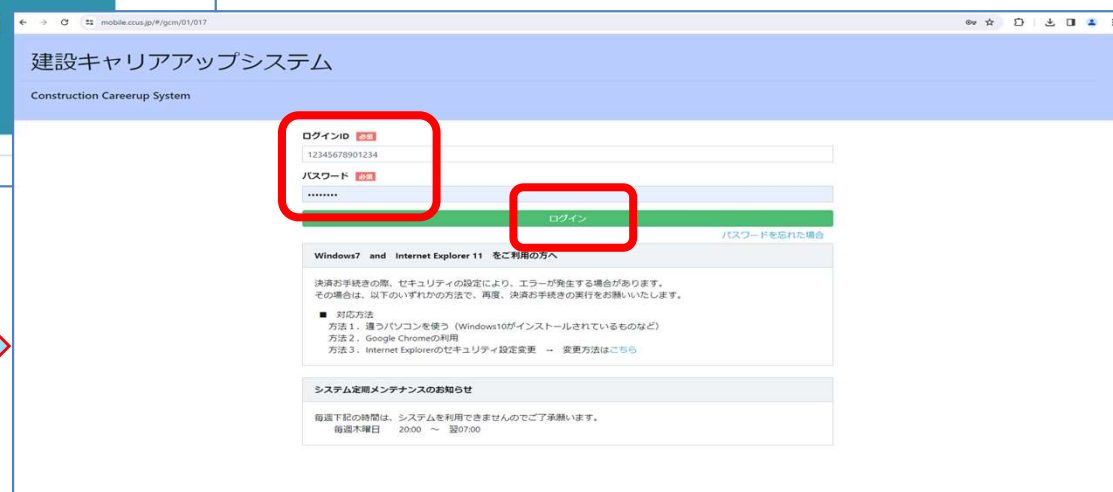 mobile.ccus.jp/#/gcm/01/017
建設キャリアアップシステム
Construction Careerup System
ログインID 必須
12345678901234
パスワード 必須
••••••••
ログイン
パスワードを忘れた場合
Windows7 and Internet Explorer 11 をご利用の方へ
決済お手続きの際、セキュリティの設定により、エラーが発生する場合があります。
その場合は、以下のいずれかの方法で、再度、決済お手続きの実行をお願いいたします。
■ 対応方法
方法１．違うパソコンを使う（Windows10がインストールされているものなど）
方法２．Google Chromeの利用
方法３．Internet Explorerのセキュリティ設定変更 → 変更方法はこちら
システム定期メンテナンスのお知らせ
毎週下記の時間は、システムを利用できませんのでご了承願います。
毎週木曜日 20:00 ～ 翌07:00